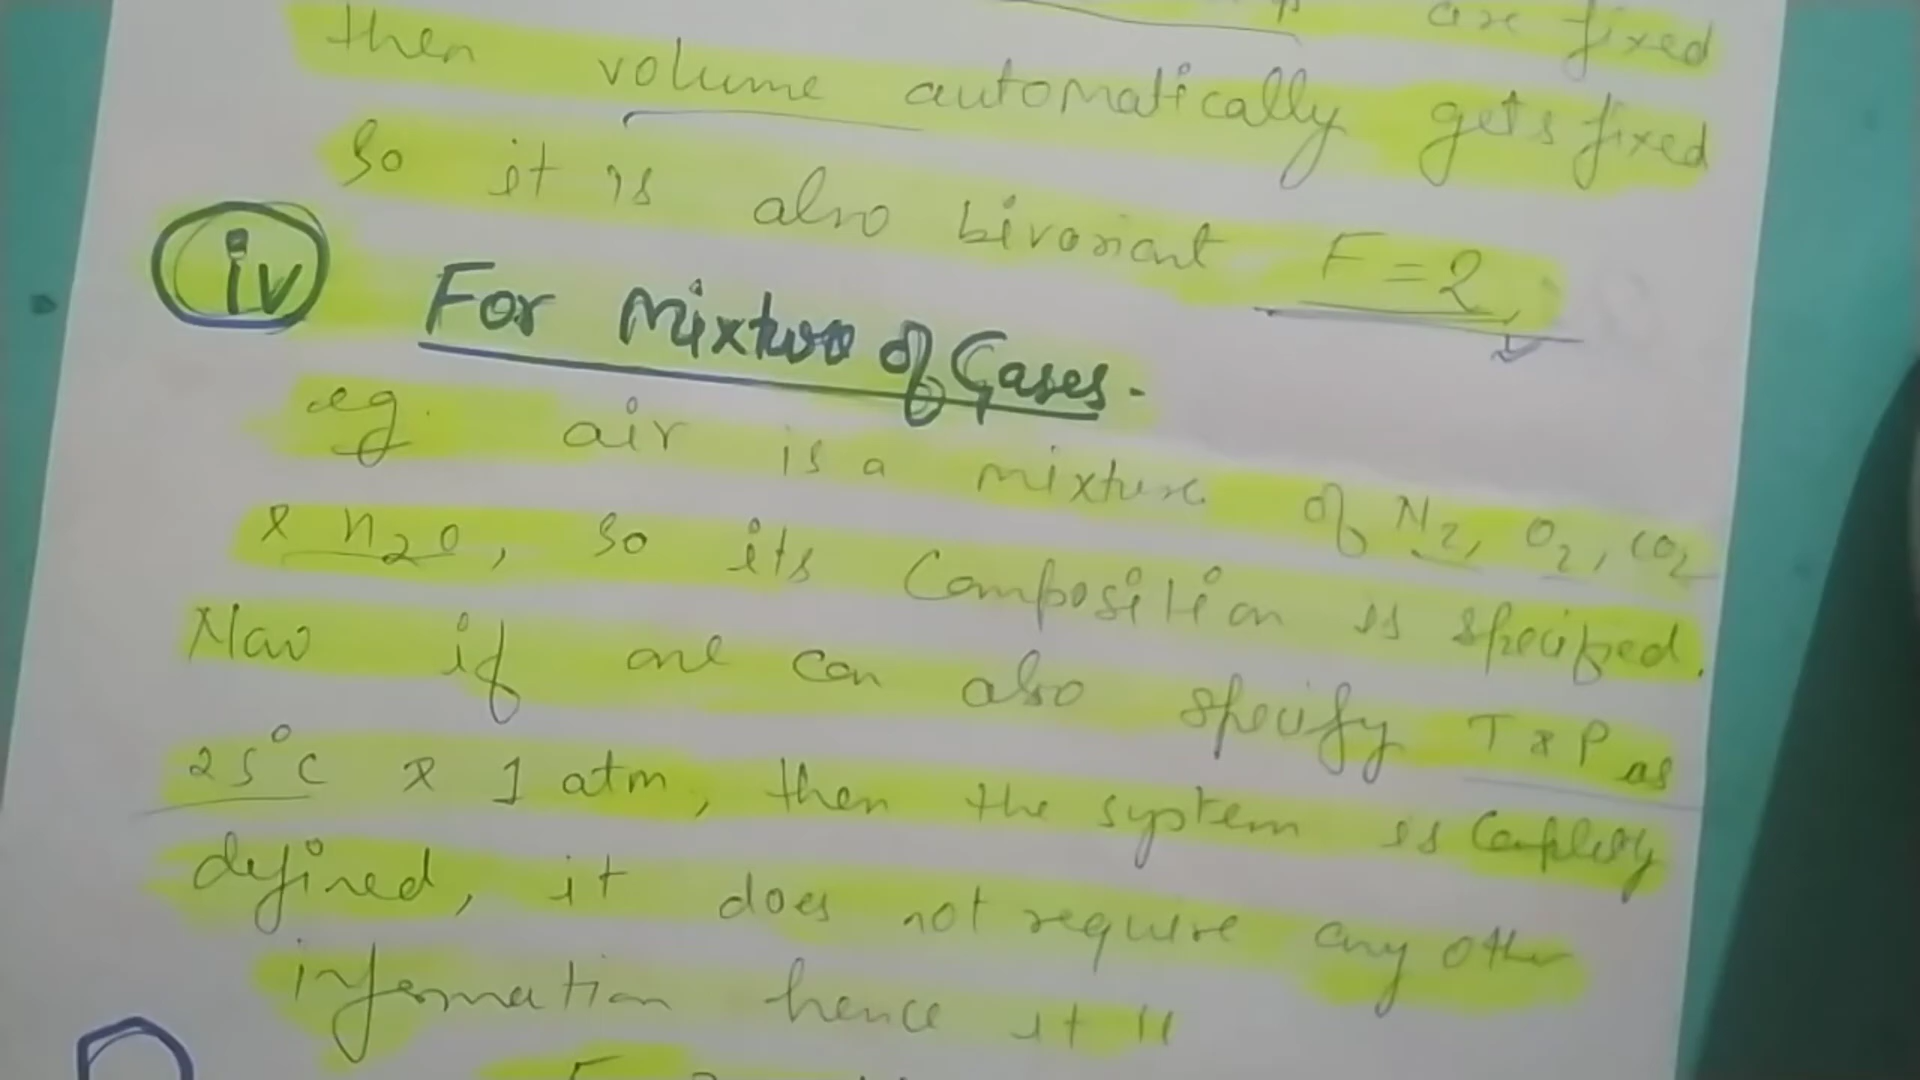 are fixed
then volume automatically gets fixed
So it is also bivariant F = 2,
iv For Mixture of Gases.
eg. air is a mixture of N2, O2, CO2
& H2O, so its Composition is specified.
Now if one can also specify T & P as
25°C & 1 atm, then the system is
defined, it does not require any other
information hence it is